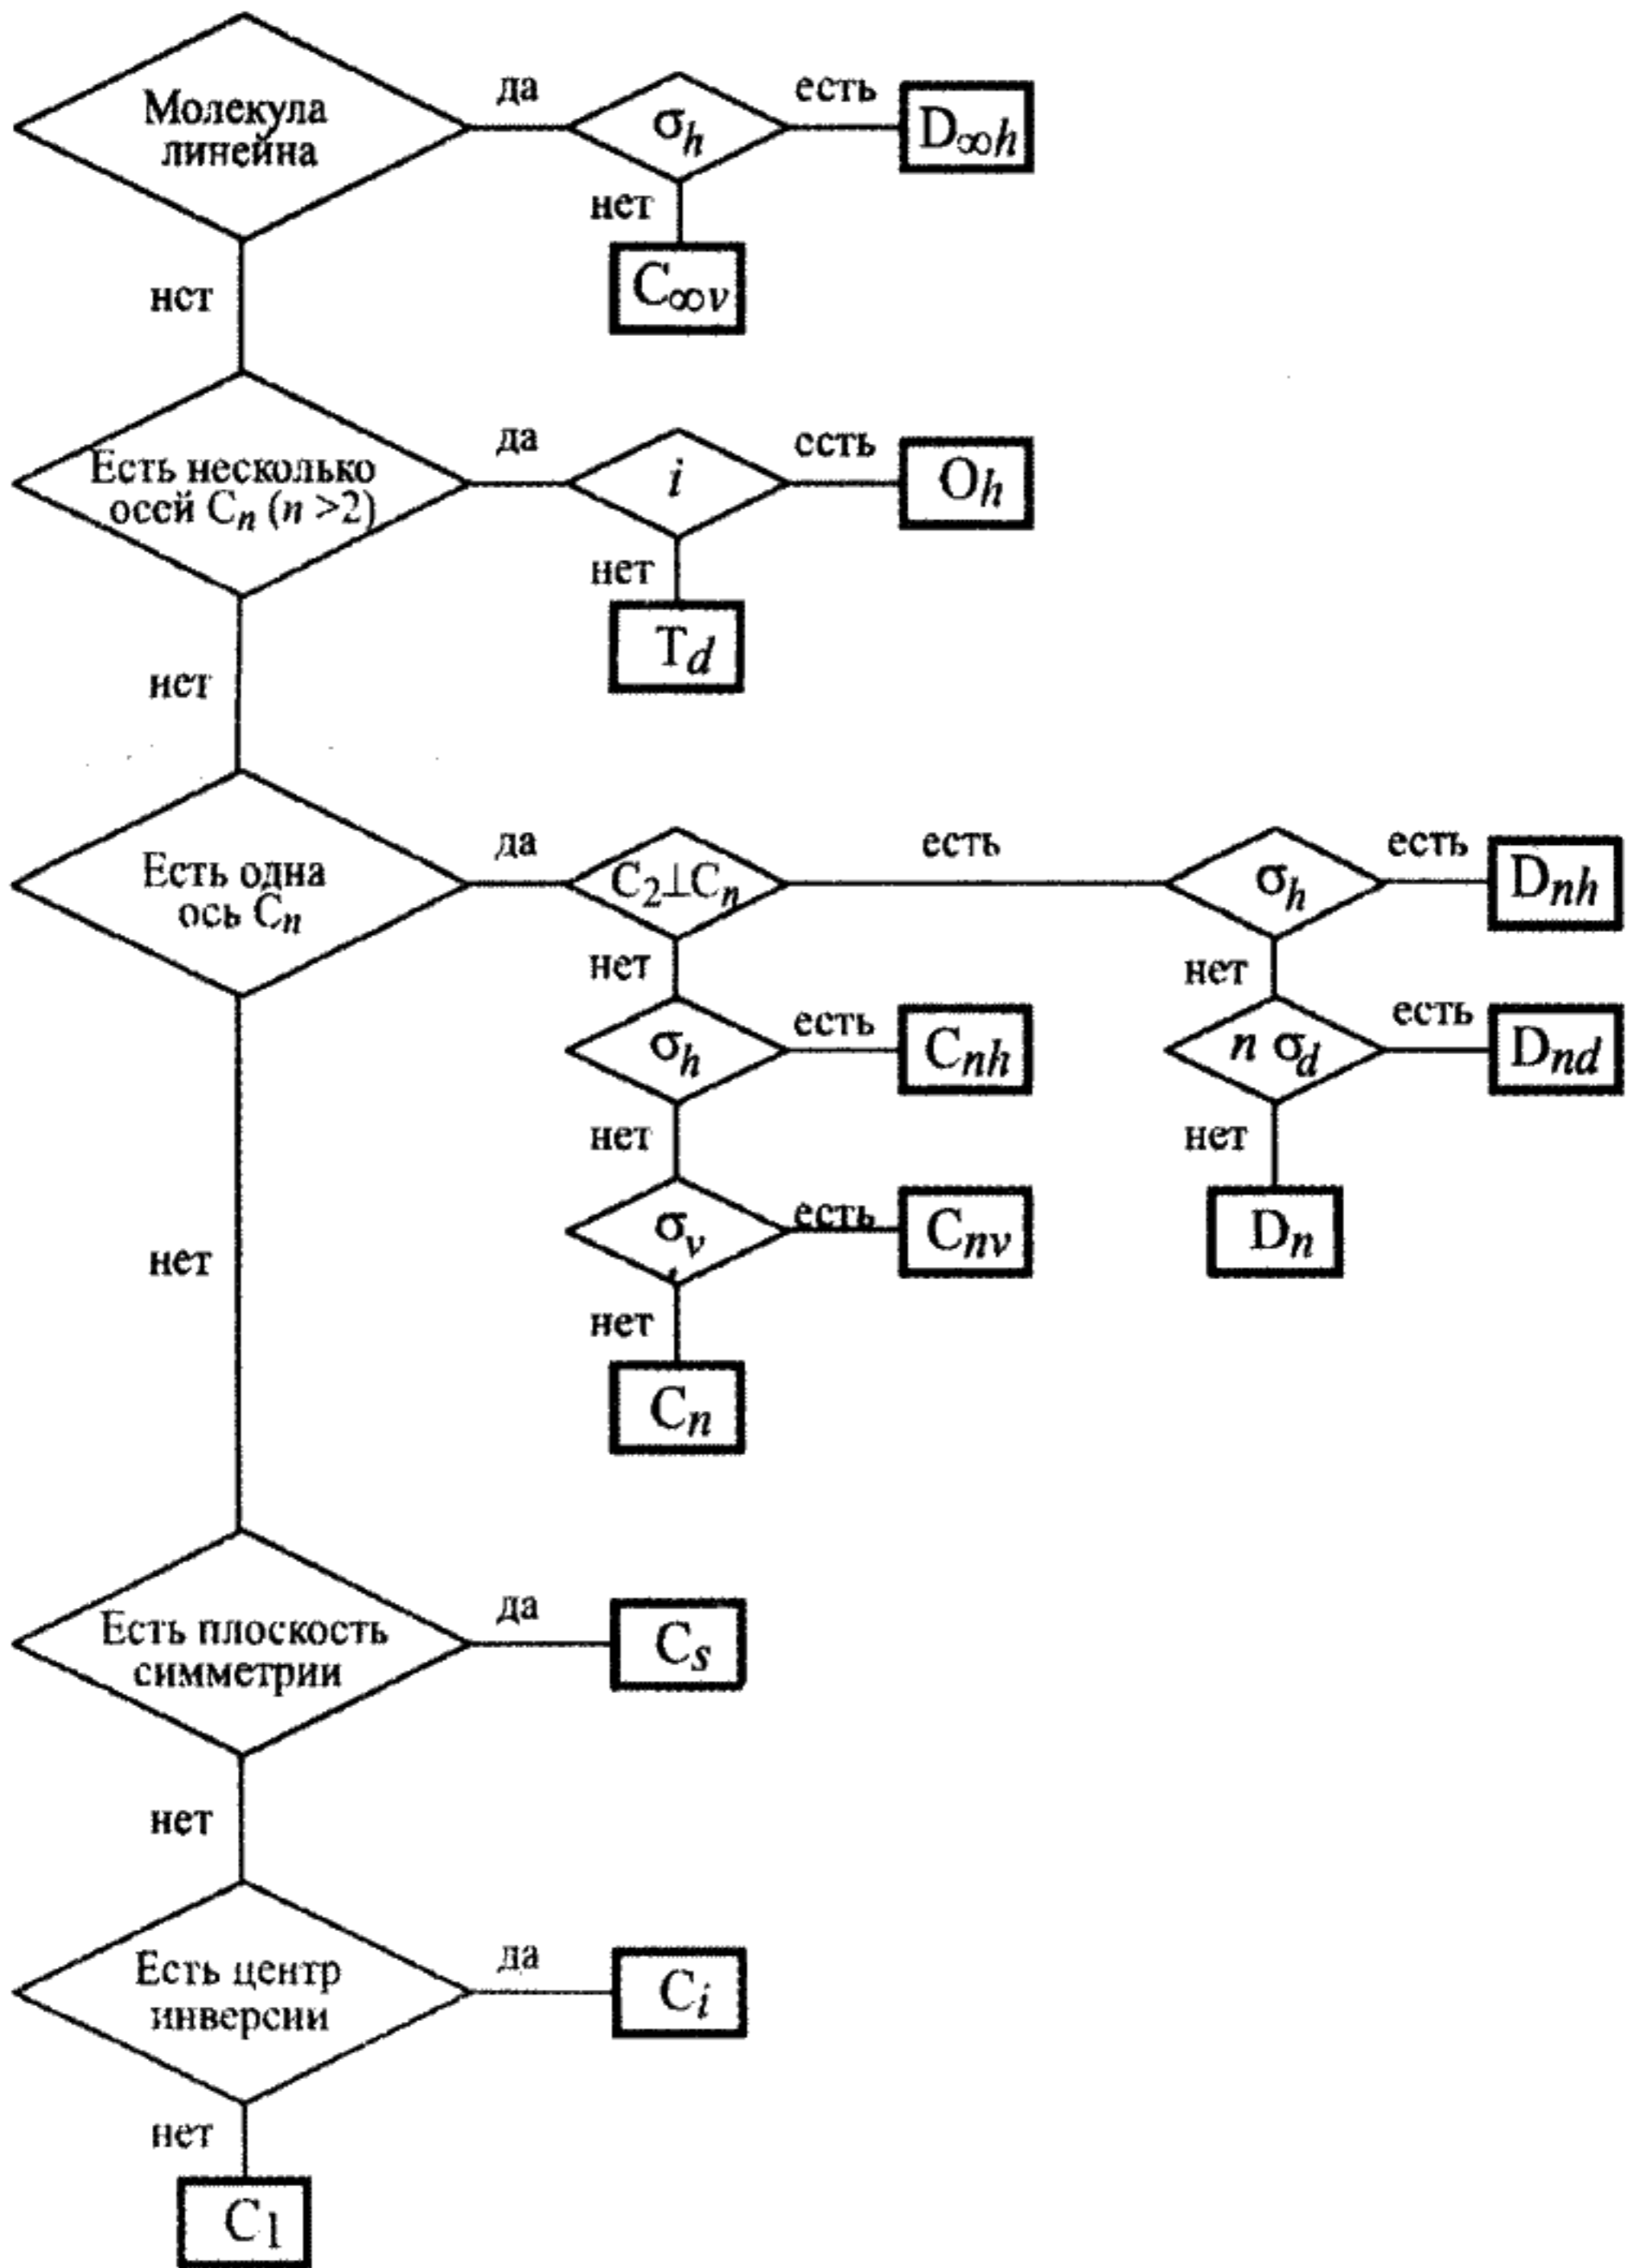 Молекула
линейна
да
σh
есть
D∞h
нет
C∞v
нст
Есть несколько
осей Cn (n >2)
да
i
ссть
Oh
нет
Td
нет
Есть одна
ось Cn
да
C2⊥Cn
есть
σh
есть
Dnh
нет
нет
σh
есть
Cnh
n σd
есть
Dnd
нет
нет
σv
есть
Cnv
Dn
нет
нет
Cn
Есть плоскость
симметрии
да
Cs
нет
Есть центр
инверсии
да
Ci
нет
C1